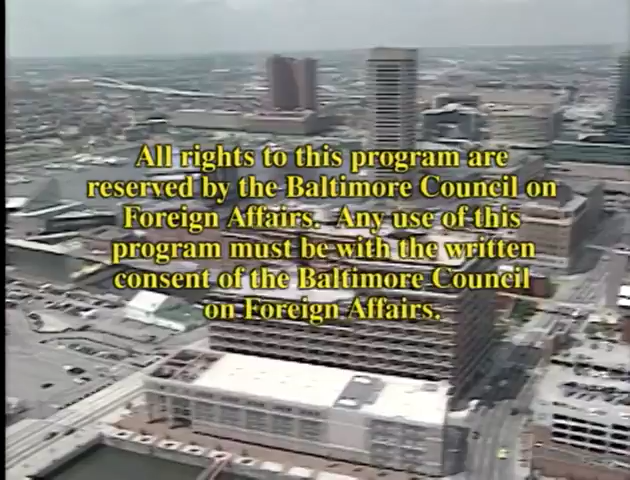 All rights to this program are
reserved by the Baltimore Council on
Foreign Affairs.  Any use of this
program must be with the written
consent of the Baltimore Council
on Foreign Affairs.